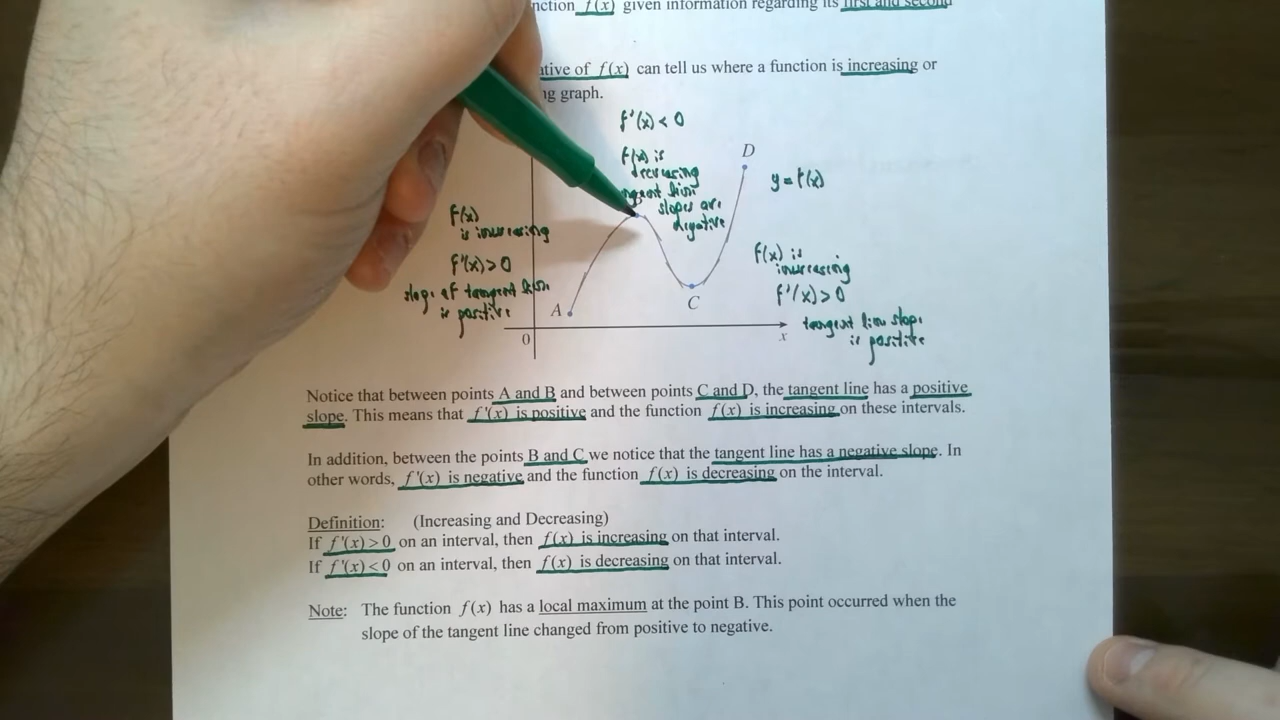 nction f(x) given information regarding its first and second
ative of f(x) can tell us where a function is increasing or
ng graph.
f'(x) < 0
f(x) is
decreasing
tangent line
slopes are
negative
B
D
y = f(x)
f(x)
is increasing
f'(x) > 0
slope of tangent line
is positive
f(x) is
increasing
f'(x) > 0
tangent line slope
is positive
A
C
0
x
Notice that between points A and B and between points C and D, the tangent line has a positive
slope. This means that f'(x) is positive and the function f(x) is increasing on these intervals.
In addition, between the points B and C we notice that the tangent line has a negative slope. In
other words, f'(x) is negative and the function f(x) is decreasing on the interval.
Definition: (Increasing and Decreasing)
If f'(x) > 0 on an interval, then f(x) is increasing on that interval.
If f'(x) < 0 on an interval, then f(x) is decreasing on that interval.
Note: The function f(x) has a local maximum at the point B. This point occurred when the
slope of the tangent line changed from positive to negative.